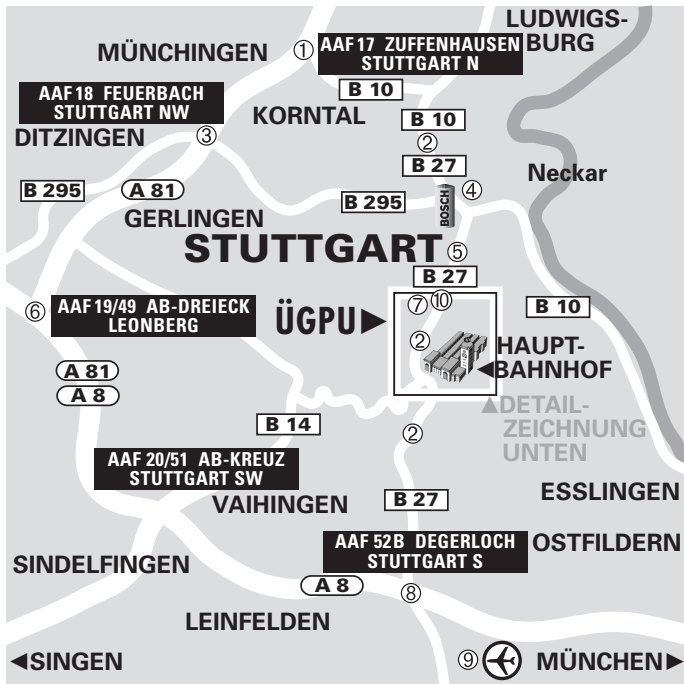 LUDWIGS-
BURG
MÜNCHINGEN
① AAF 17 ZUFFENHAUSEN
STUTTGART N
AAF 18 FEUERBACH
STUTTGART NW
B 10
KORNTAL
B 10
DITZINGEN
③
②
B 27
Neckar
B 295
A 81
④
BOSCH
B 295
GERLINGEN
STUTTGART
⑤
B 27
⑥ AAF 19/49 AB-DREIECK
LEONBERG
⑦ ⑩
B 10
ÜGPU▶
②
HAUPT-
◀BAHNHOF
A 81
A 8
▲DETAIL-
ZEICHNUNG
UNTEN
B 14
②
AAF 20/51 AB-KREUZ
STUTTGART SW
ESSLINGEN
VAIHINGEN
B 27
AAF 52B DEGERLOCH
STUTTGART S
OSTFILDERN
SINDELFINGEN
A 8
⑧
LEINFELDEN
◀SINGEN
⑨
MÜNCHEN▶